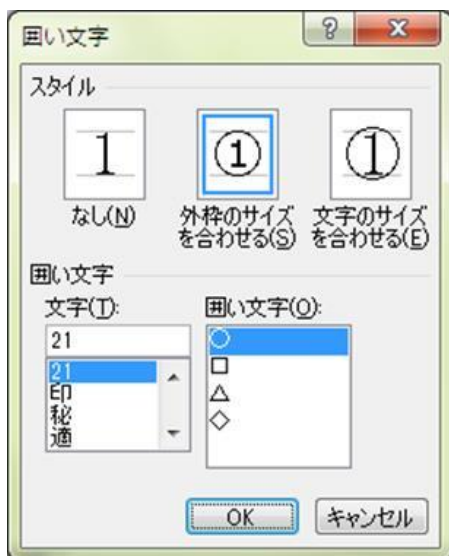 囲い文字
スタイル
1
①
①
なし(N)
外枠のサイズ
を合わせる(S)
文字のサイズ
を合わせる(E)
囲い文字
文字(T):
21
21
印
秘
適
囲い文字(O):
○
□
△
◇
OK
キャンセル